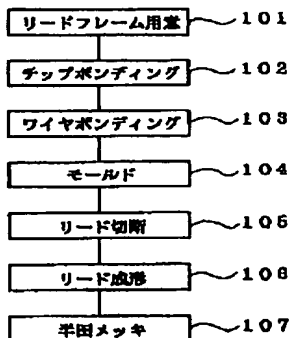 リードフレーム用意 101
チップボンディング 102
ワイヤボンディング 103
モールド 104
リード切断 105
リード成形 106
半田メッキ 107